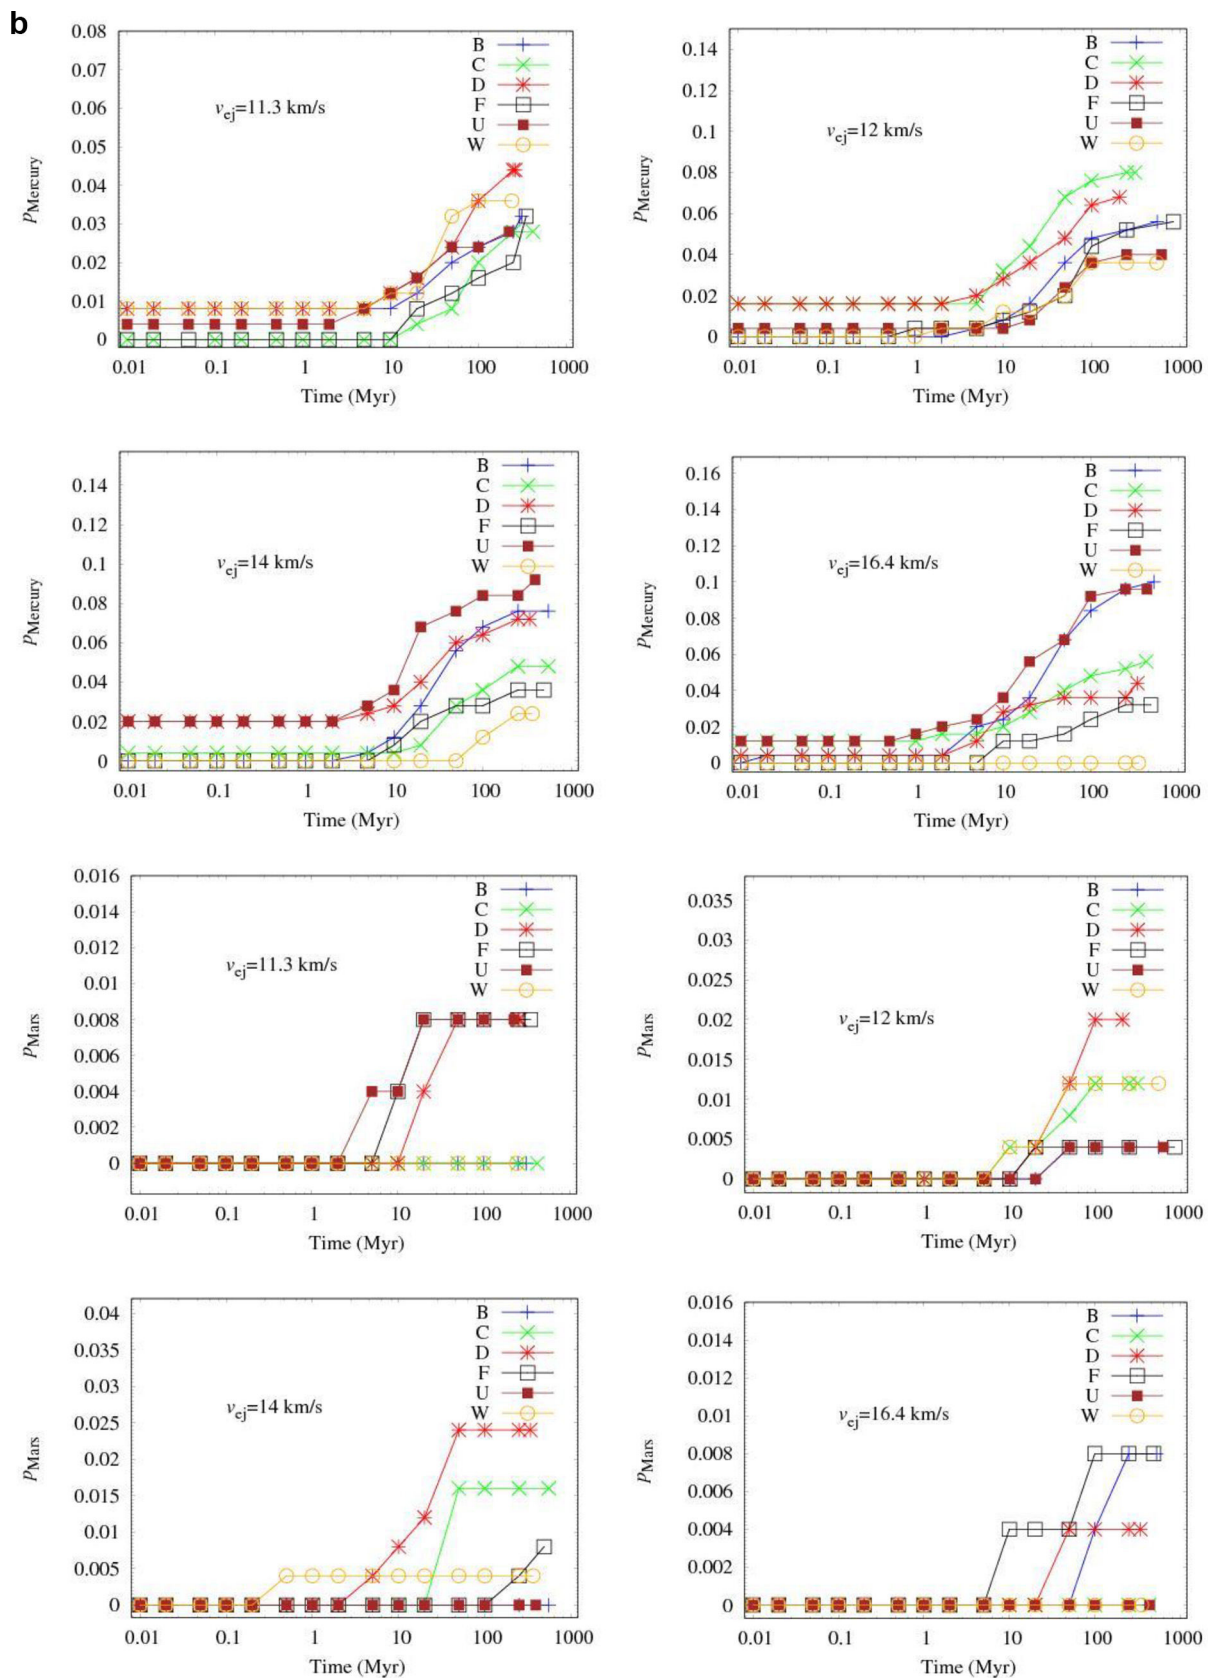 b
0.08
0.07
0.06
0.05
0.04
0.03
0.02
0.01
0
B
C
D
F
U
W
v_ej=11.3 km/s
p_Mercury
0.01 0.1 1 10 100 1000
Time (Myr)
0.14
0.12
0.1
0.08
0.06
0.04
0.02
0
B
C
D
F
U
W
v_ej=12 km/s
p_Mercury
0.01 0.1 1 10 100 1000
Time (Myr)
0.14
0.12
0.1
0.08
0.06
0.04
0.02
0
B
C
D
F
U
W
v_ej=14 km/s
p_Mercury
0.01 0.1 1 10 100 1000
Time (Myr)
0.16
0.14
0.12
0.1
0.08
0.06
0.04
0.02
0
B
C
D
F
U
W
v_ej=16.4 km/s
p_Mercury
0.01 0.1 1 10 100 1000
Time (Myr)
0.016
0.014
0.012
0.01
0.008
0.006
0.004
0.002
0
B
C
D
F
U
W
v_ej=11.3 km/s
p_Mars
0.01 0.1 1 10 100 1000
Time (Myr)
0.035
0.03
0.025
0.02
0.015
0.01
0.005
0
B
C
D
F
U
W
v_ej=12 km/s
p_Mars
0.01 0.1 1 10 100 1000
Time (Myr)
0.04
0.035
0.03
0.025
0.02
0.015
0.01
0.005
0
B
C
D
F
U
W
v_ej=14 km/s
p_Mars
0.01 0.1 1 10 100 1000
Time (Myr)
0.016
0.014
0.012
0.01
0.008
0.006
0.004
0.002
0
B
C
D
F
U
W
v_ej=16.4 km/s
p_Mars
0.01 0.1 1 10 100 1000
Time (Myr)